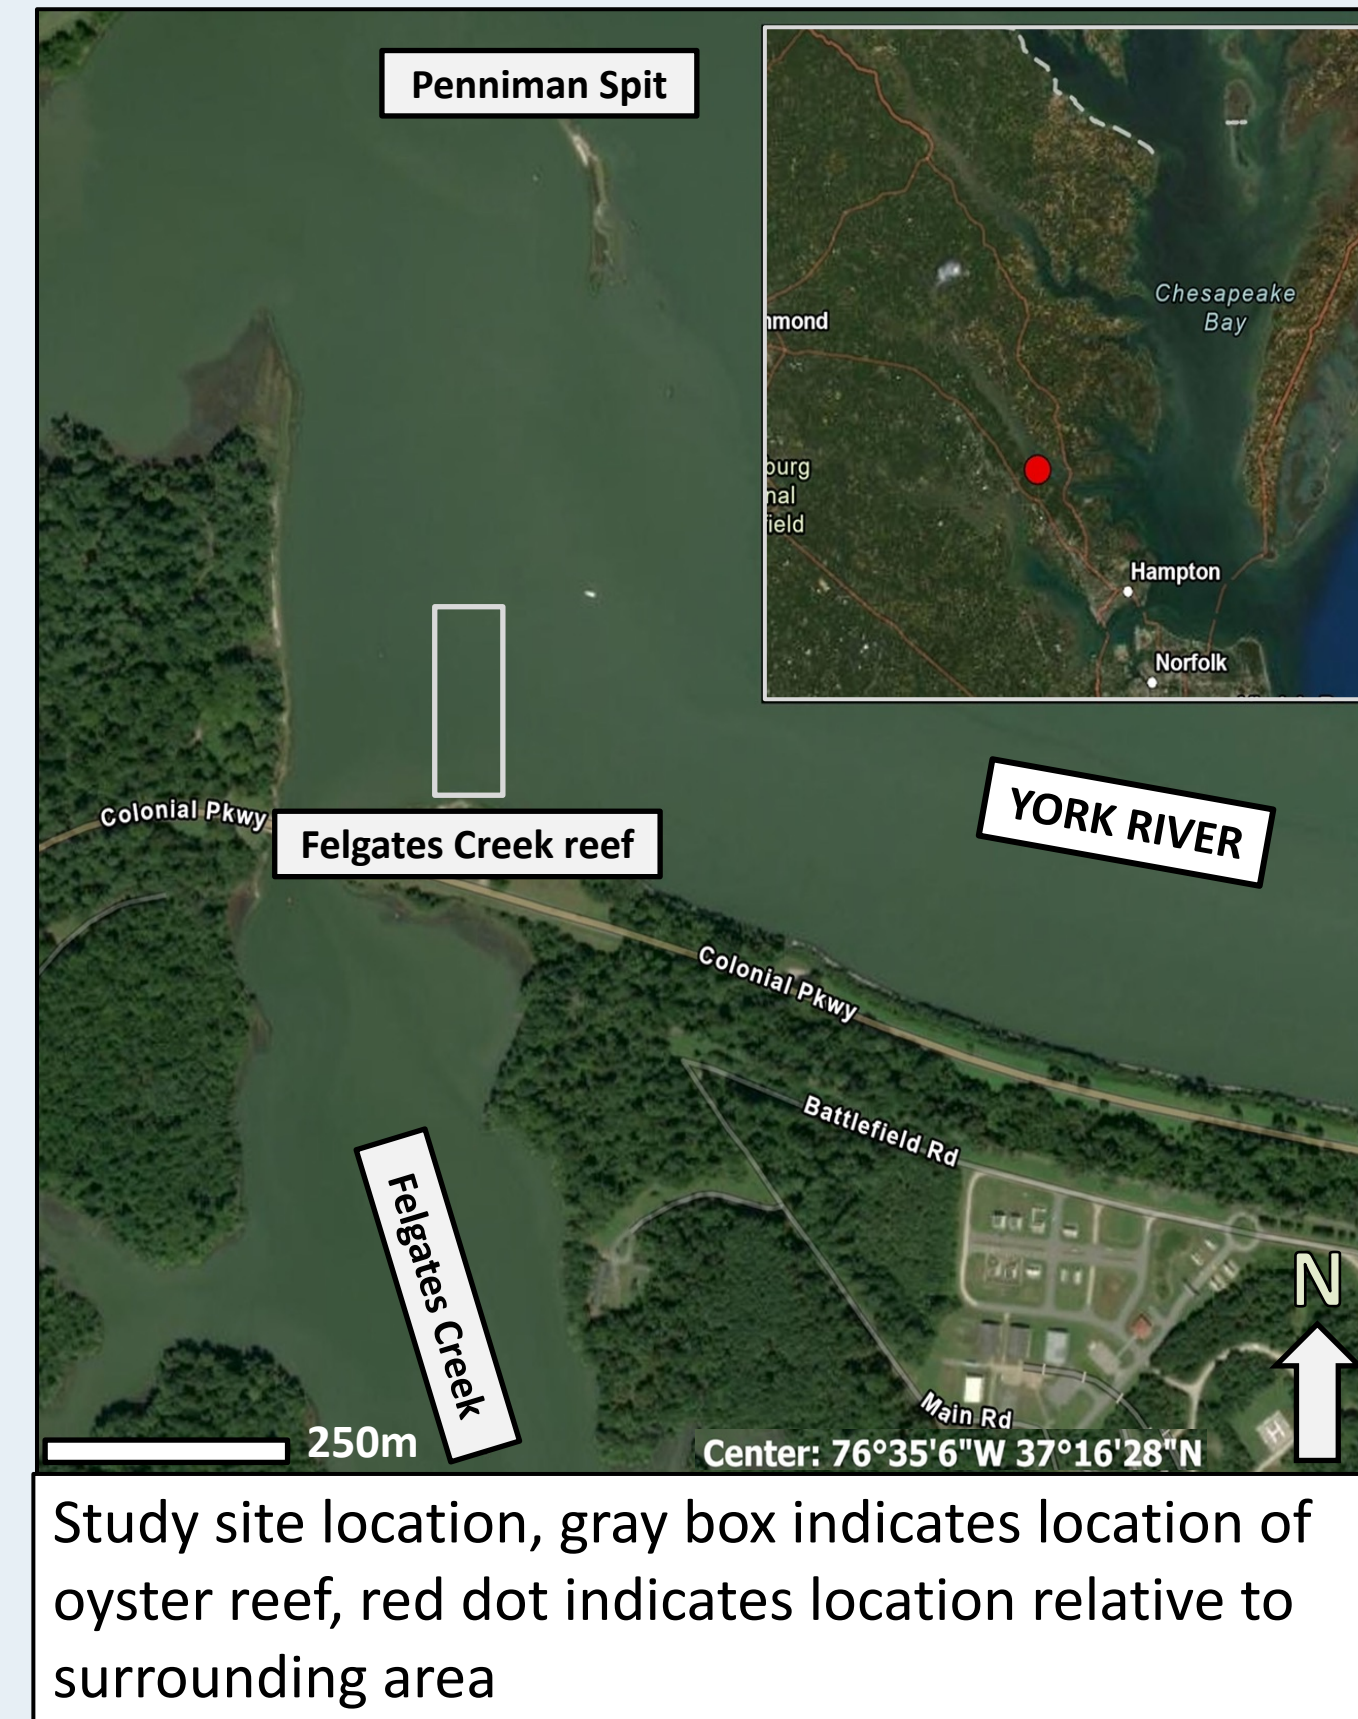 Penniman Spit
Chesapeake
Bay
hmond
burg
nal
ield
Hampton
Norfolk
YORK RIVER
Colonial Pkwy
Felgates Creek reef
Colonial Pkwy
Battlefield Rd
Felgates Creek
N
Main Rd
H
250m
Center: 76°35'6"W 37°16'28"N
Study site location, gray box indicates location of
oyster reef, red dot indicates location relative to
surrounding area